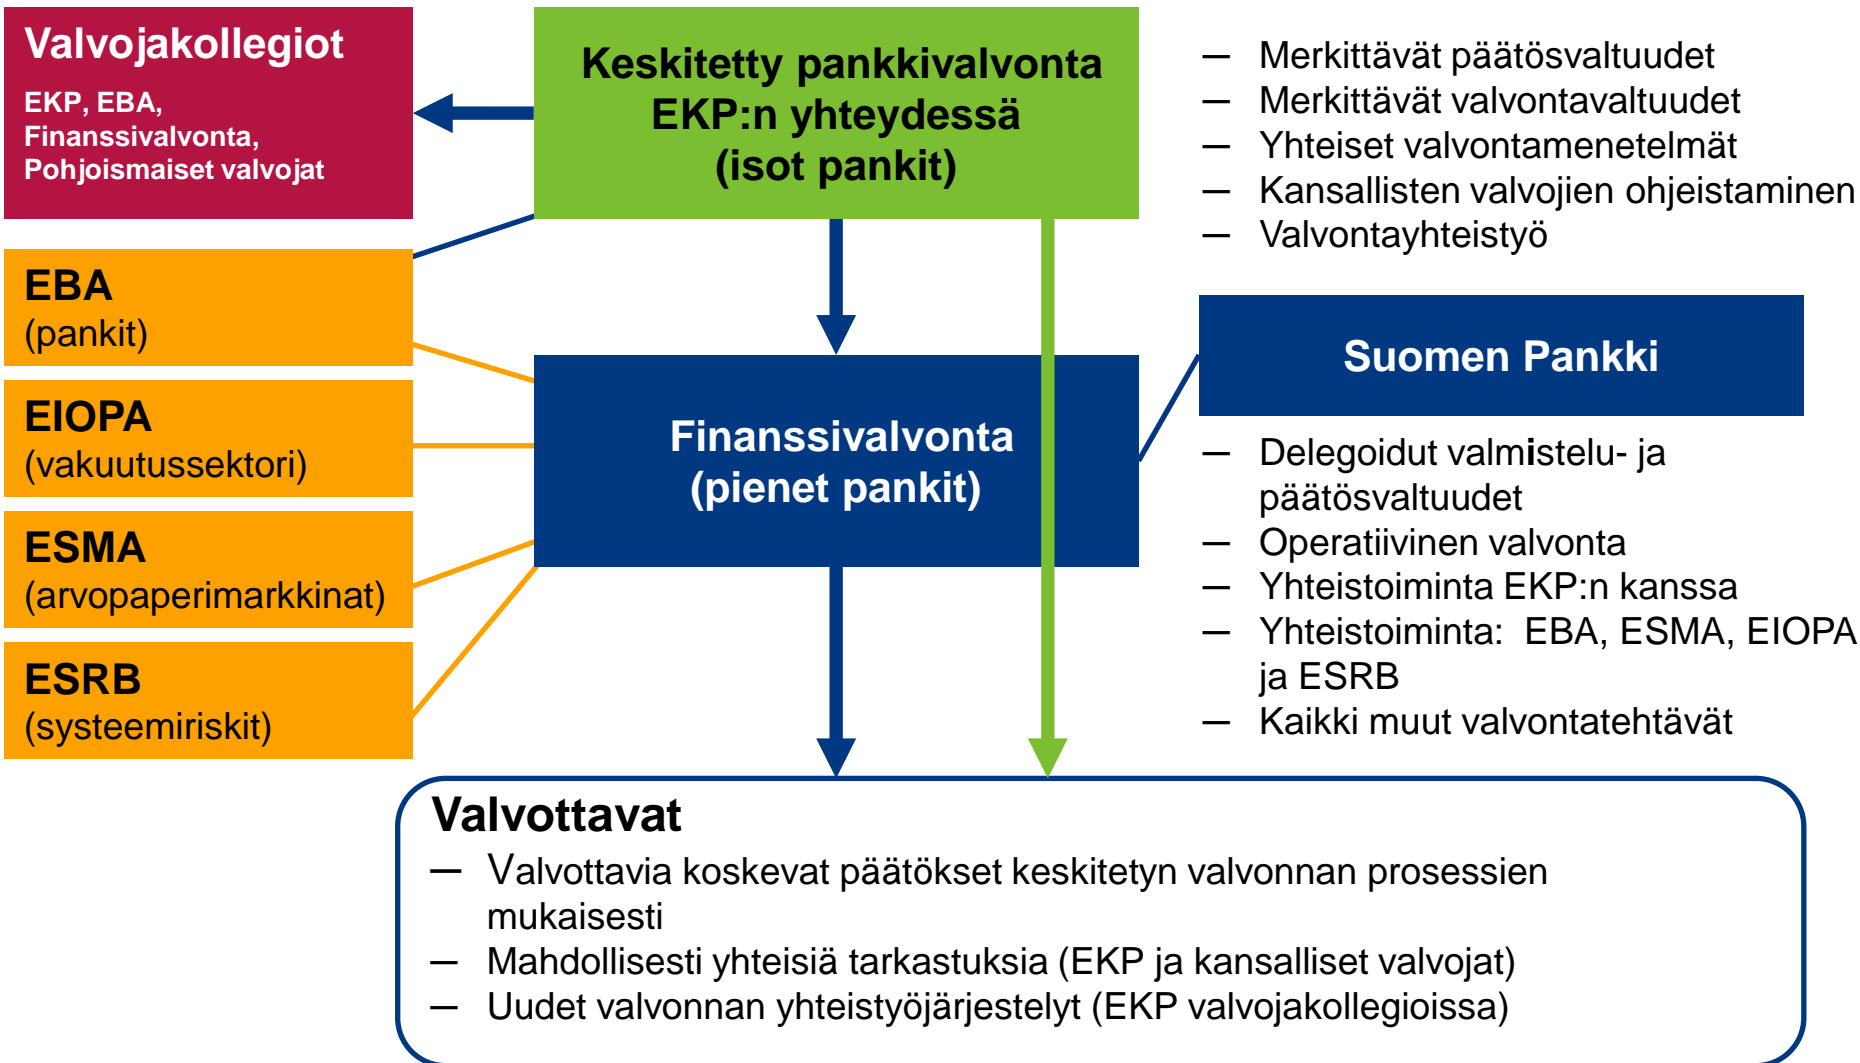 Valvojakollegiot
EKP, EBA,
Finanssivalvonta,
Pohjoismaiset valvojat
Keskitetty pankkivalvonta
EKP:n yhteydessä
(isot pankit)
— Merkittävät päätösvaltuudet
— Merkittävät valvontavaltuudet
— Yhteiset valvontamenetelmät
— Kansallisten valvojien ohjeistaminen
— Valvontayhteistyö
EBA
(pankit)
EIOPA
(vakuutussektori)
ESMA
(arvopaperimarkkinat)
ESRB
(systeemiriskit)
Finanssivalvonta
(pienet pankit)
Suomen Pankki
— Delegoidut valmistelu- ja
päätösvaltuudet
— Operatiivinen valvonta
— Yhteistoiminta EKP:n kanssa
— Yhteistoiminta: EBA, ESMA, EIOPA
ja ESRB
— Kaikki muut valvontatehtävät
Valvottavat
— Valvottavia koskevat päätökset keskitetyn valvonnan prosessien
mukaisesti
— Mahdollisesti yhteisiä tarkastuksia (EKP ja kansalliset valvojat)
— Uudet valvonnan yhteistyöjärjestelyt (EKP valvojakollegioissa)